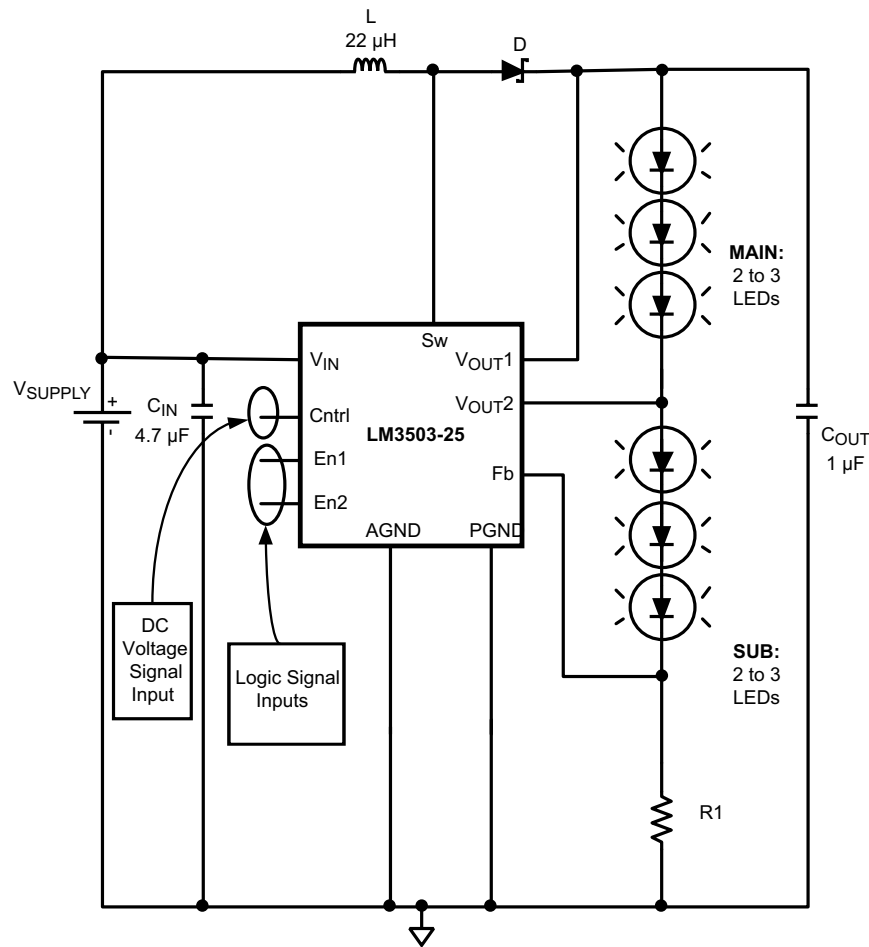 L
22 µH
D
MAIN:
2 to 3
LEDs
Sw
VIN
VOUT1
VSUPPLY
+
-
CIN
4.7 µF
Cntrl
VOUT2
LM3503-25
COUT
1 µF
En1
Fb
En2
AGND
PGND
DC
Voltage
Signal
Input
Logic Signal
Inputs
SUB:
2 to 3
LEDs
R1